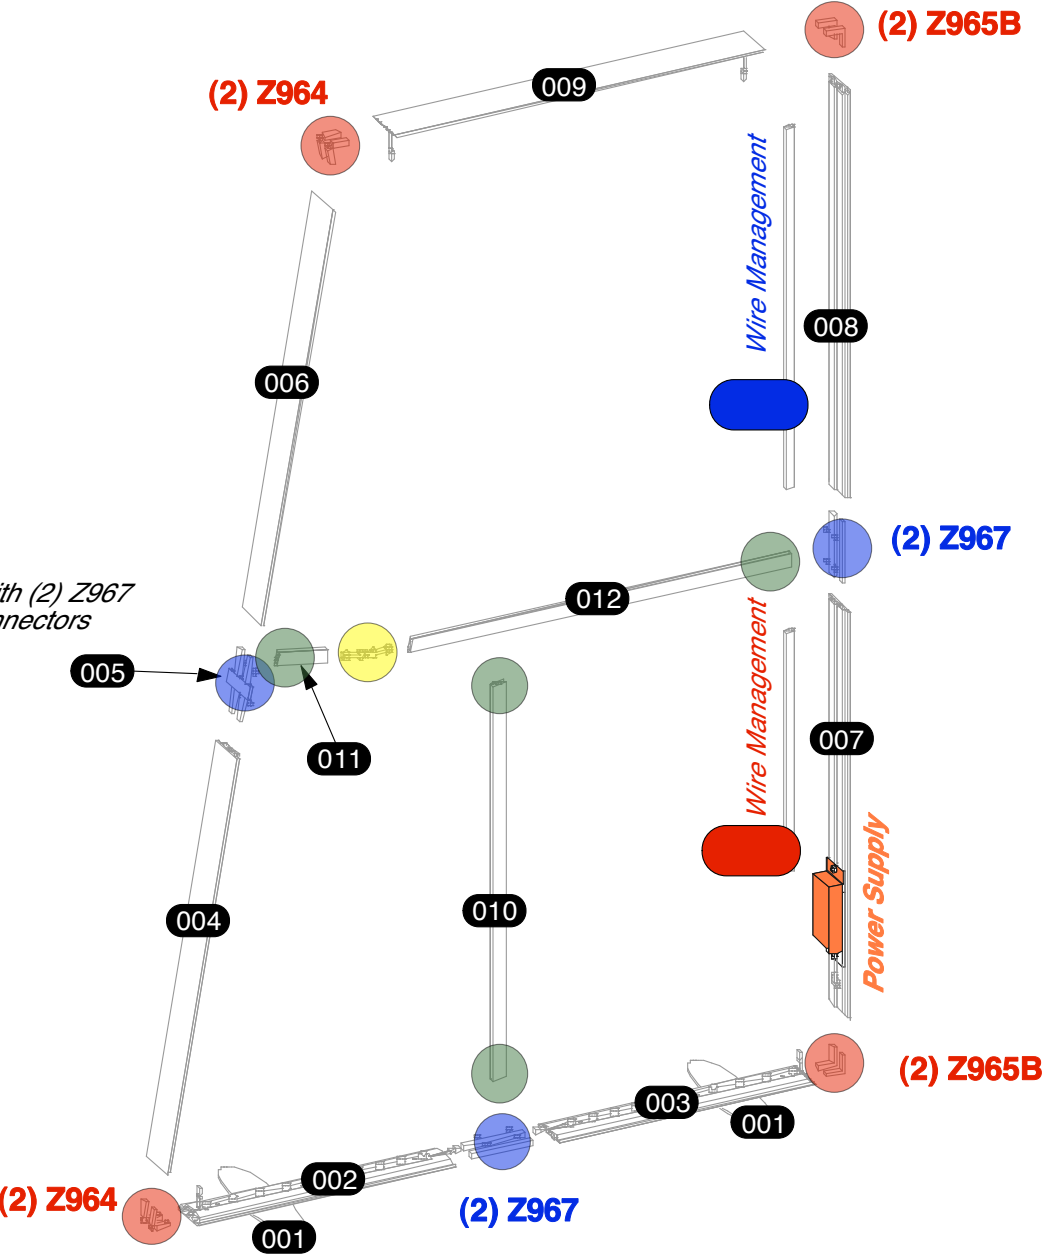 (2) Z965B
009
(2) Z964
Wire Management
008
006
(2) Z967
ith (2) Z967
nnectors
012
005
Wire Management
007
011
Power Supply
010
004
(2) Z965B
003
001
002
(2) Z964
(2) Z967
001